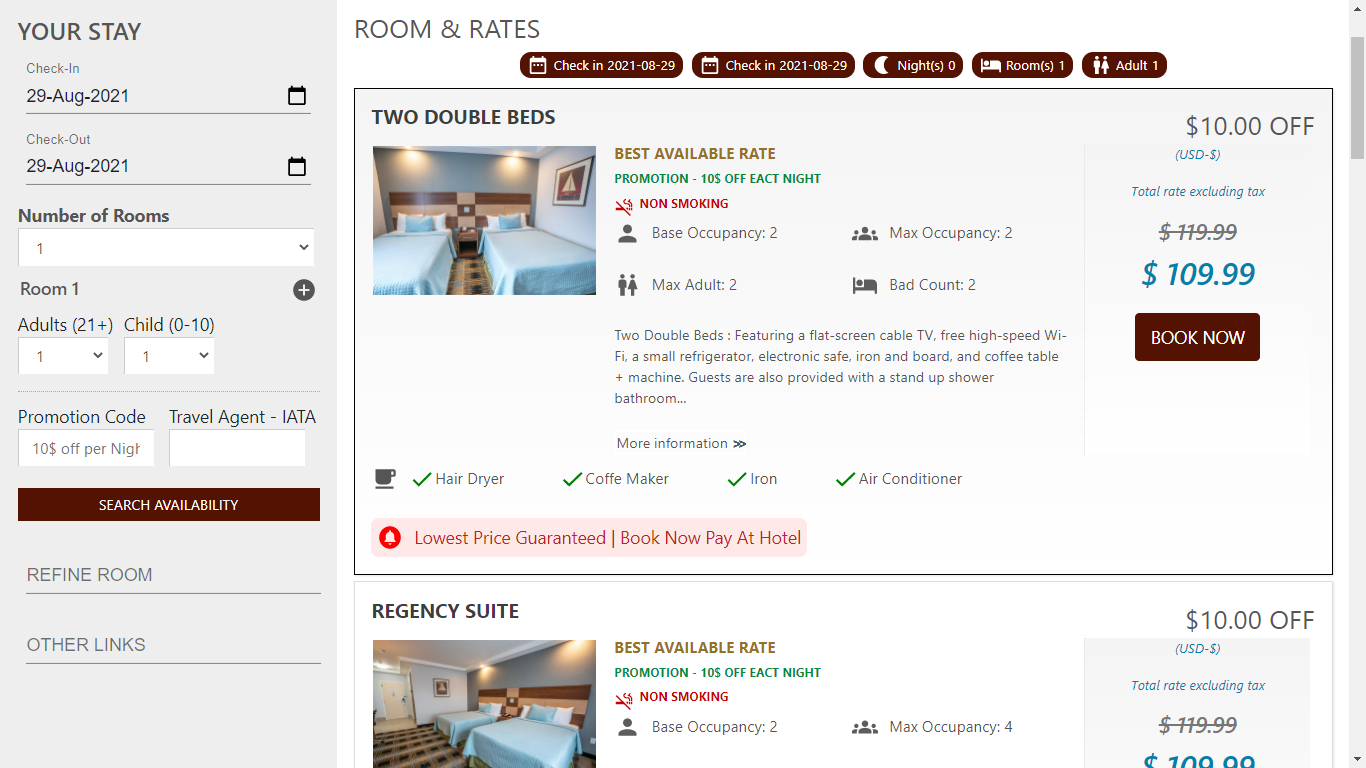 YOUR STAY
Check-In
29-Aug-2021
Check-Out
29-Aug-2021
Number of Rooms
1
Room 1
Adults (21+) Child (0-10)
1 1
Promotion Code Travel Agent - IATA
10$ off per Nigh
SEARCH AVAILABILITY
REFINE ROOM
OTHER LINKS
ROOM & RATES
Check in 2021-08-29 Check in 2021-08-29 Night(s) 0 Room(s) 1 Adult 1
TWO DOUBLE BEDS
BEST AVAILABLE RATE
PROMOTION - 10$ OFF EACT NIGHT
NON SMOKING
Base Occupancy: 2 Max Occupancy: 2
Max Adult: 2 Bad Count: 2
Two Double Beds : Featuring a flat-screen cable TV, free high-speed Wi-
Fi, a small refrigerator, electronic safe, iron and board, and coffee table
+ machine. Guests are also provided with a stand up shower
bathroom...
More information ≫
$10.00 OFF
(USD-$)
Total rate excluding tax
$ 119.99
$ 109.99
BOOK NOW
Hair Dryer Coffe Maker Iron Air Conditioner
Lowest Price Guaranteed | Book Now Pay At Hotel
REGENCY SUITE
BEST AVAILABLE RATE
PROMOTION - 10$ OFF EACT NIGHT
NON SMOKING
Base Occupancy: 2 Max Occupancy: 4
$10.00 OFF
(USD-$)
Total rate excluding tax
$ 119.99
$ 109.99